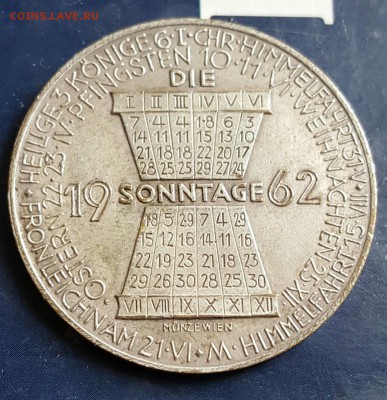 HEILIGE 3 KÖNIGE 6·I· CHR·HIMMELFAHRT 31·V· M·HIMMELFAHRT 15·VIII· FRONLEICHN AM 21·VI·
OSTERN 22·23·IV·PFINGSTEN 10·11·VI·WEIHNACHTEN 25·XII
DIE
I II III IV V VI
7 4 4 1·8 6 3
14 11 11 15 13 10
21 18 18 22 20 17
28 25 25 29 27 24
19 SONNTAGE 62
1·8 5 2·9 7 4 2·9
15 12 16 14 11 16
22 19 23 21 18 23
29 26 30 28 25 30
VII VIII IX X XI XII
MÜNZE WIEN
COINS.LAVE.RU